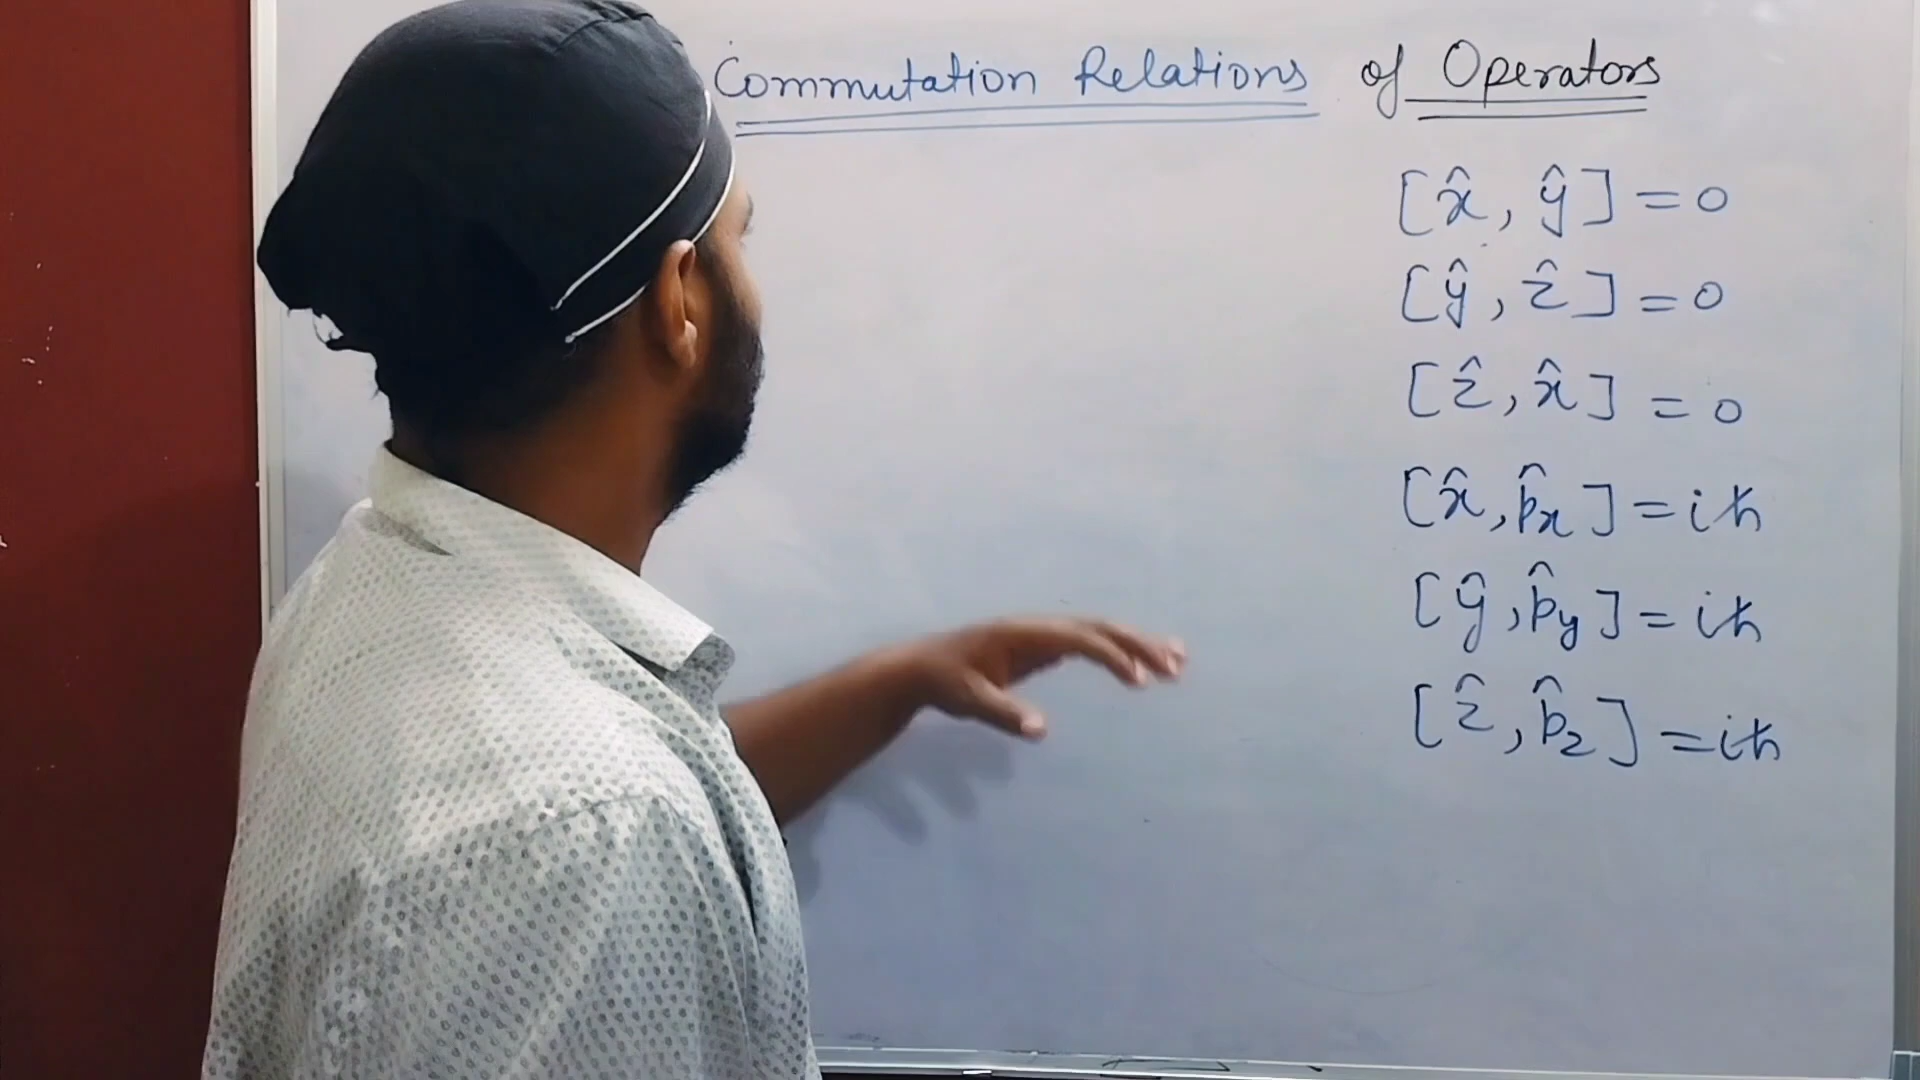 Commutation Relations of Operators
[x̂, ŷ] = 0
[ŷ, ẑ] = 0
[ẑ, x̂] = 0
[x̂, p̂x] = iħ
[ŷ, p̂y] = iħ
[ẑ, p̂z] = iħ